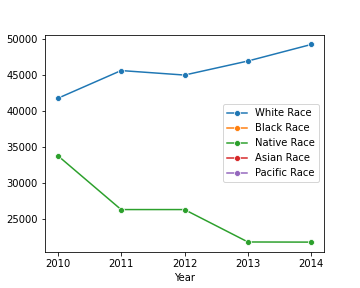 50000
45000
40000
35000
30000
25000
White Race
Black Race
Native Race
Asian Race
Pacific Race
2010 2011 2012 2013 2014
Year